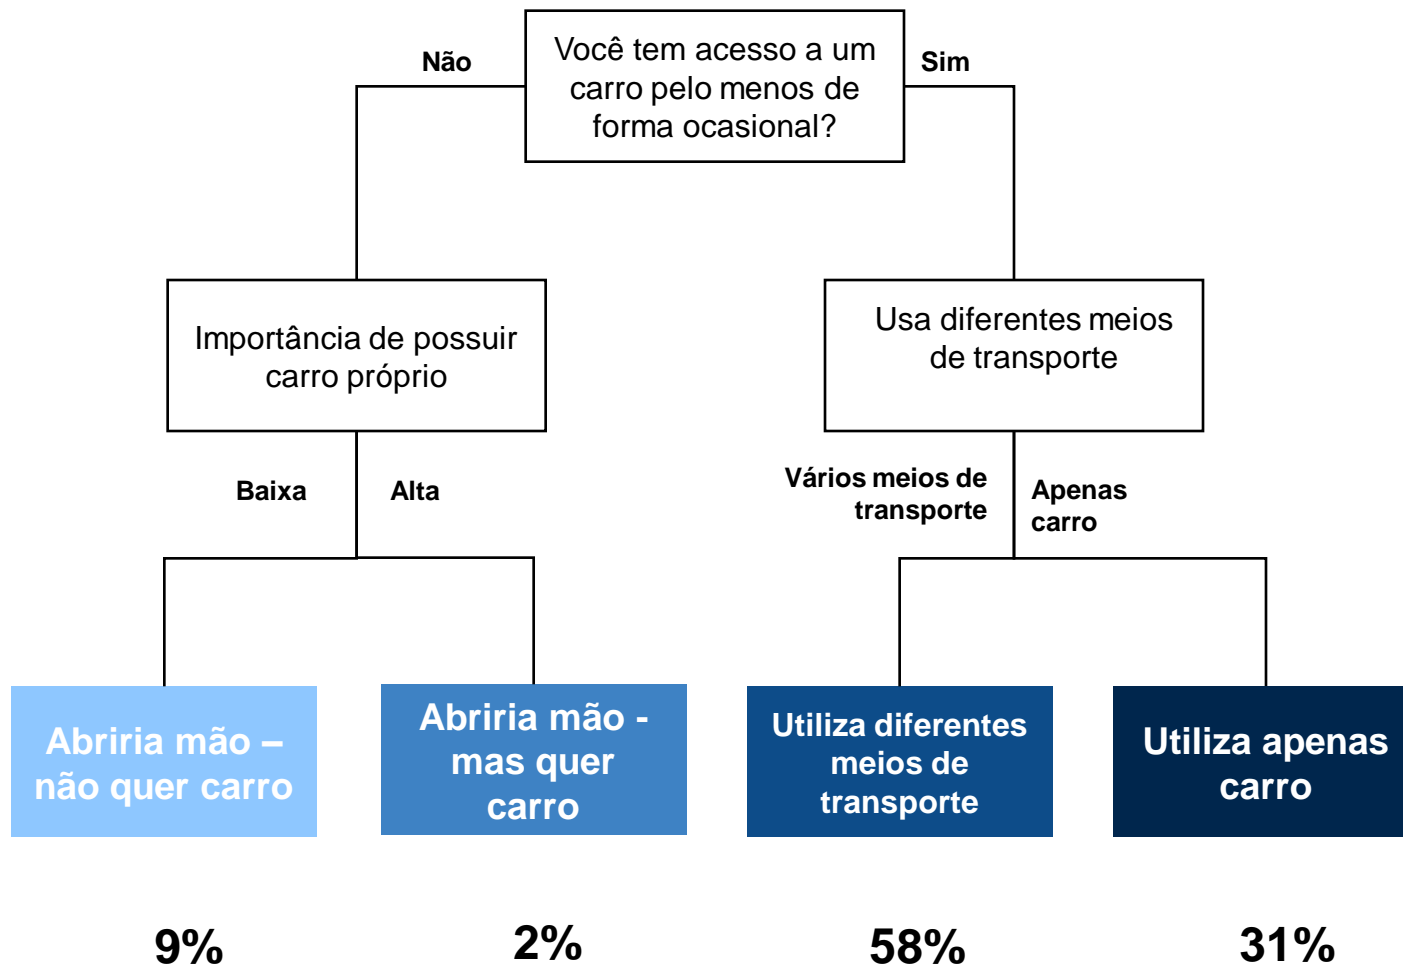 Você tem acesso a um
carro pelo menos de
forma ocasional?
Não
Sim
Importância de possuir
carro próprio
Usa diferentes meios
de transporte
Baixa
Alta
Vários meios de
transporte
Apenas
carro
Abriria mão –
não quer carro
Abriria mão -
mas quer
carro
Utiliza diferentes
meios de
transporte
Utiliza apenas
carro
9%
2%
58%
31%